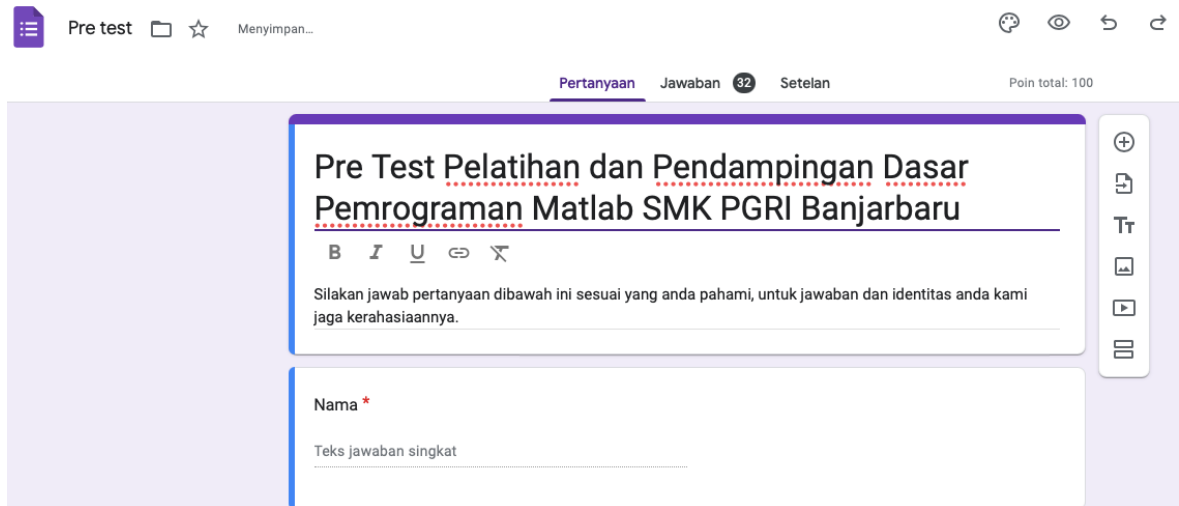 Pre test
Menyimpan...
Pertanyaan Jawaban 32 Setelan
Poin total: 100
Pre Test Pelatihan dan Pendampingan Dasar
Pemrograman Matlab SMK PGRI Banjarbaru
B I U
Silakan jawab pertanyaan dibawah ini sesuai yang anda pahami, untuk jawaban dan identitas anda kami
jaga kerahasiaannya.
Nama *
Teks jawaban singkat